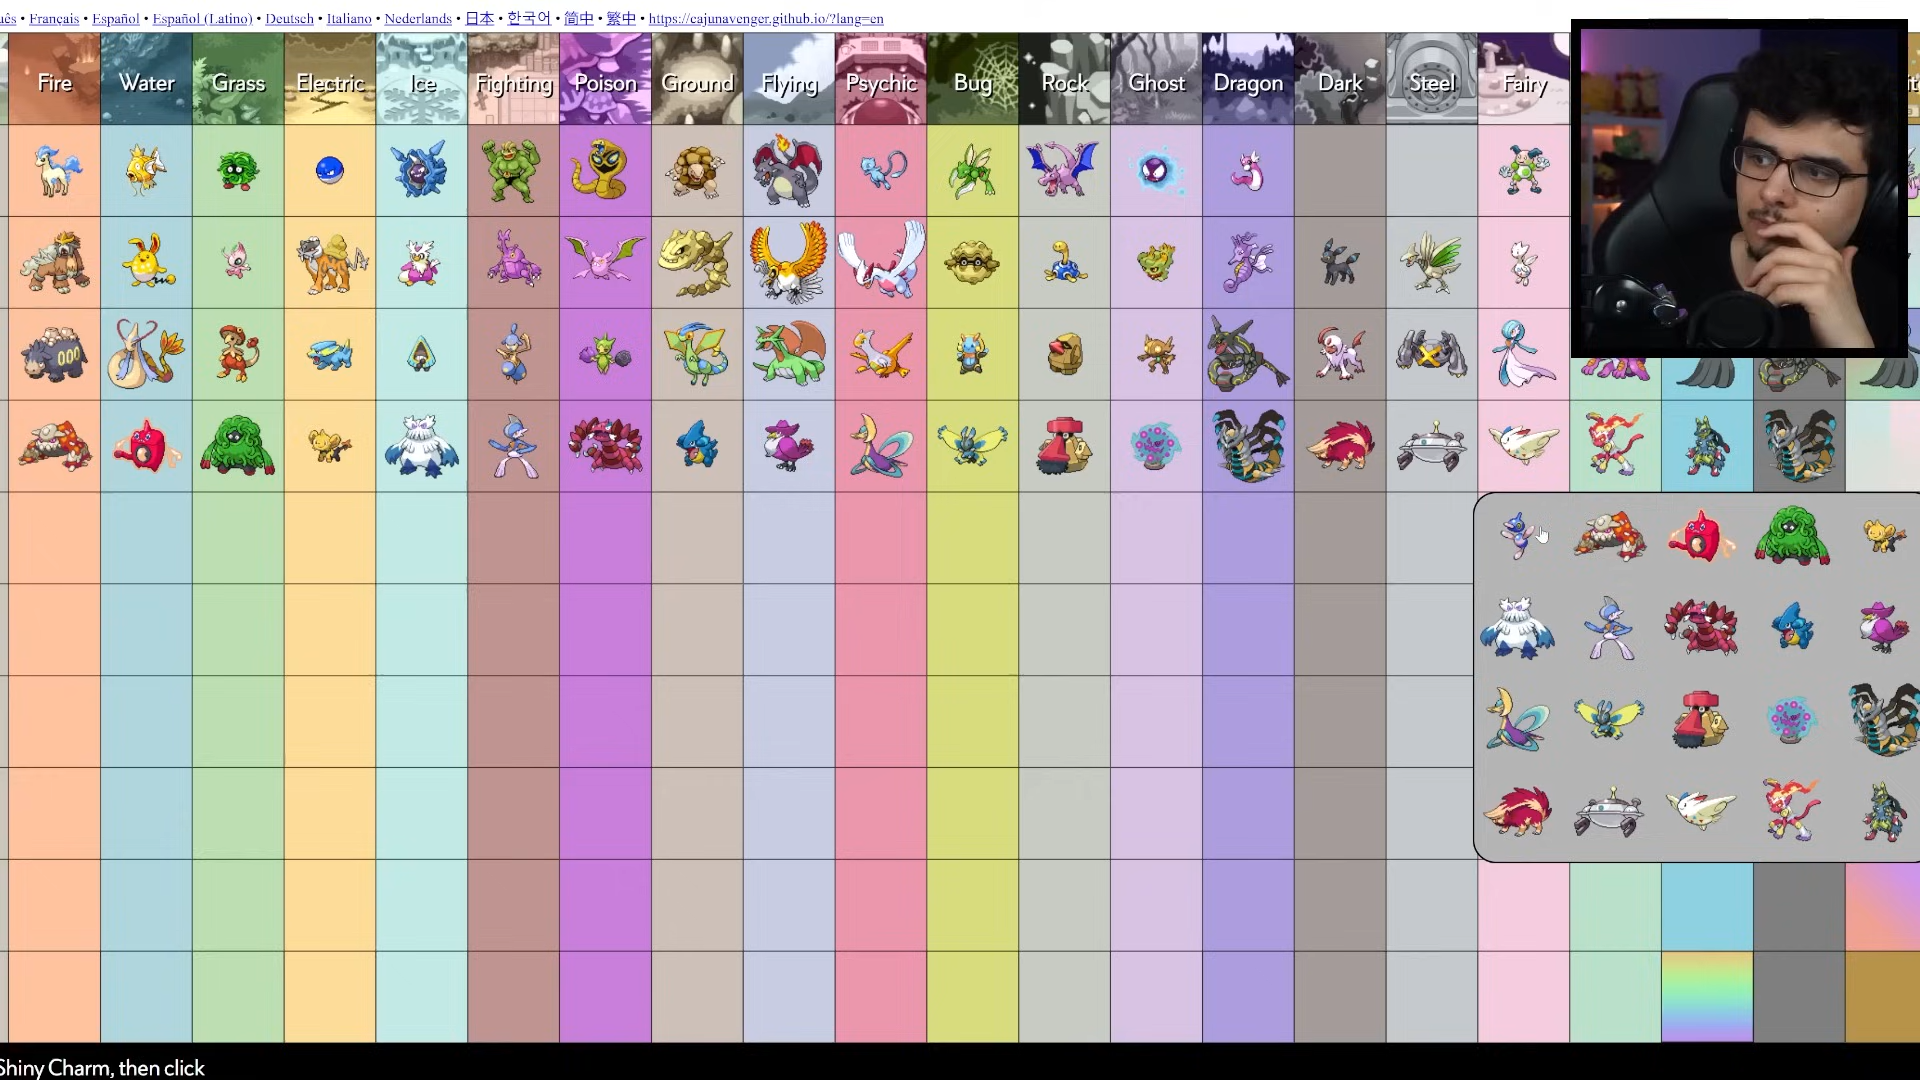 ês • Français • Español • Español (Latino) • Deutsch • Italiano • Nederlands • 日本 • 한국어 • 简中 • 繁中 • https://cajunavenger.github.io/?lang=en
Fire Water Grass Electric Ice Fighting Poison Ground Flying Psychic Bug Rock Ghost Dragon Dark Steel Fairy
000
Shiny Charm, then click